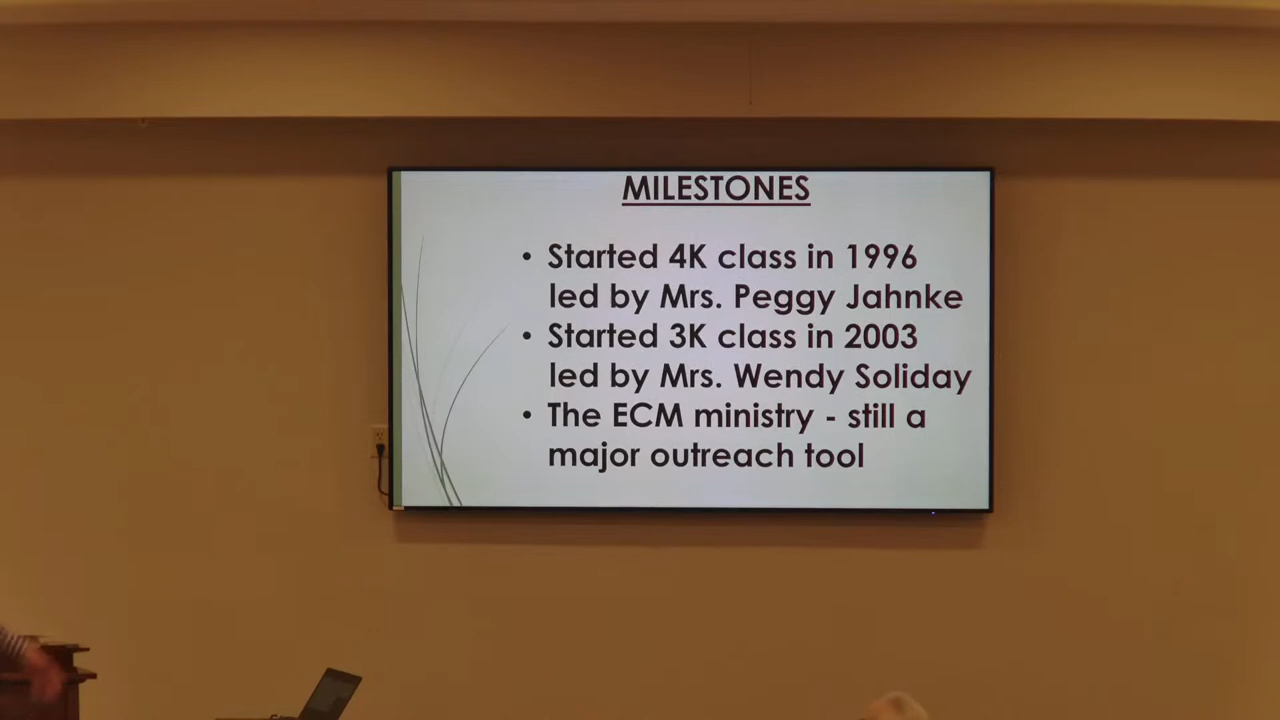 MILESTONES
• Started 4K class in 1996
led by Mrs. Peggy Jahnke
• Started 3K class in 2003
led by Mrs. Wendy Soliday
• The ECM ministry - still a
major outreach tool